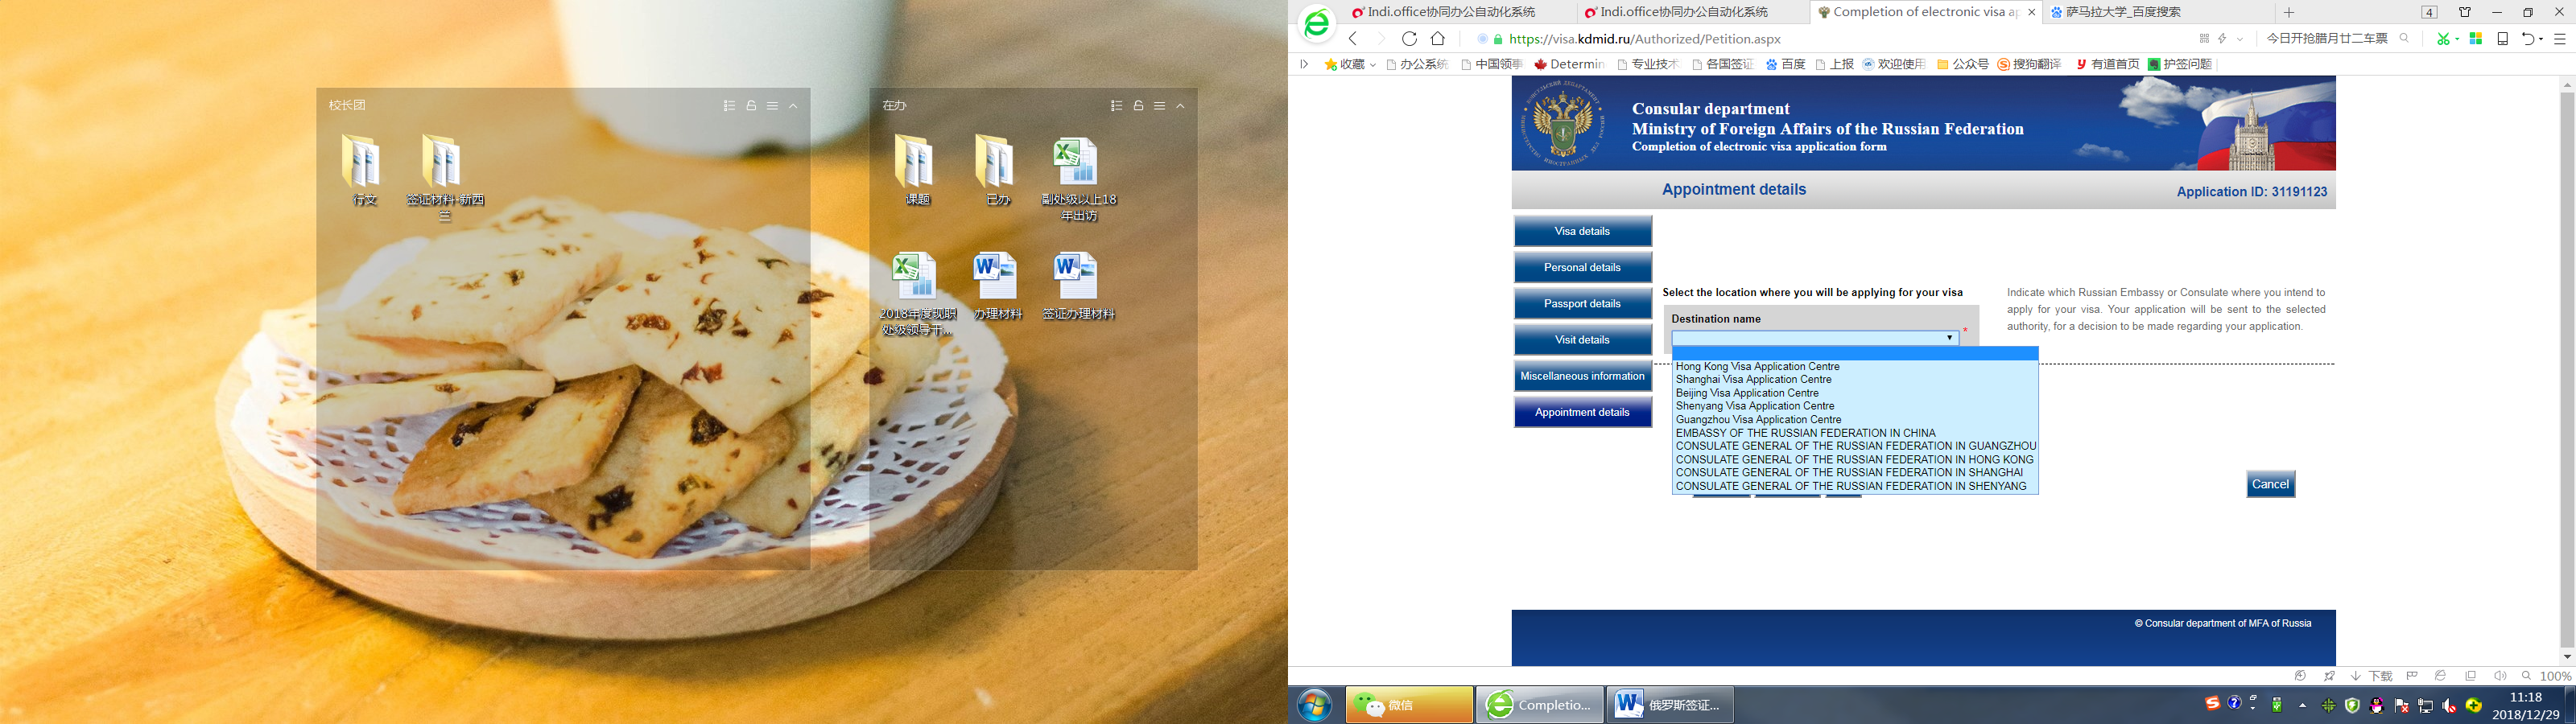 校长团
行文
签证材料-新西
兰
在办
课题
已办
副处级以上18
年出访
2018年度现职
处级领导干...
办理材料
签证办理材料
Indi.office协同办公自动化系统
Indi.office协同办公自动化系统
Completion of electronic visa ap
萨马拉大学_百度搜索
4
https://visa.kdmid.ru/Authorized/Petition.aspx
今日开抢腊月廿二车票
收藏
办公系统
中国领事
Determin
专业技术
各国签证
百度
上报
欢迎使用
公众号
搜狗翻译
有道首页
护签问题
Consular department
Ministry of Foreign Affairs of the Russian Federation
Completion of electronic visa application form
Appointment details
Application ID: 31191123
Visa details
Personal details
Passport details
Visit details
Miscellaneous information
Appointment details
Select the location where you will be applying for your visa
Destination name
*
Indicate which Russian Embassy or Consulate where you intend to
apply for your visa. Your application will be sent to the selected
authority, for a decision to be made regarding your application.
Hong Kong Visa Application Centre
Shanghai Visa Application Centre
Beijing Visa Application Centre
Shenyang Visa Application Centre
Guangzhou Visa Application Centre
EMBASSY OF THE RUSSIAN FEDERATION IN CHINA
CONSULATE GENERAL OF THE RUSSIAN FEDERATION IN GUANGZHOU
CONSULATE GENERAL OF THE RUSSIAN FEDERATION IN HONG KONG
CONSULATE GENERAL OF THE RUSSIAN FEDERATION IN SHANGHAI
CONSULATE GENERAL OF THE RUSSIAN FEDERATION IN SHENYANG
Cancel
© Consular department of MFA of Russia
下载
100%
微信
Completio...
俄罗斯签证...
11:18
2018/12/29